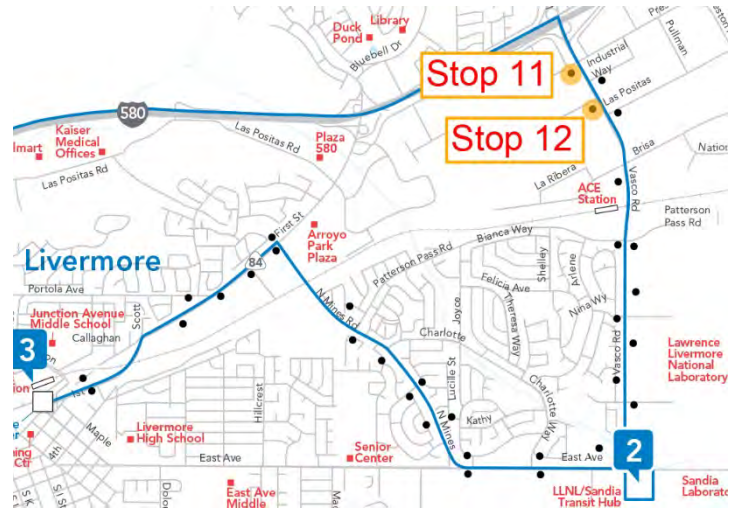 Duck
Pond
Library
Bluebell Dr
Stop 11
Industrial
Way
Pullman
Las Positas
Stop 12
580
Kaiser
Medical
Offices
lmart
Las Positas Rd
Las Positas Rd
Plaza
580
Brisa
La Ribera
ACE
Station
Vasco Rd
Patterson
Pass Rd
First St
Arroyo
Park
Plaza
84
Livermore
Bianca Way
Patterson Pass Rd
Shelley
Arlene
Felicia Ave
Nina Wy
Theresa Way
Joyce
Portola Ave
Junction Avenue
Middle School
Callaghan
Scott
N Mines Rd
Charlotte
Lucille St
Charlotte Way
Vasco Rd
Lawrence
Livermore
National
Laboratory
3
1st
Maple
4th
Hillcrest
Livermore
High School
N Mines
Kathy
East Ave
Senior
Center
East Ave
2
East Ave
Middle
LLNL/Sandia
Transit Hub
Sandia
Laborato
S K
S I St